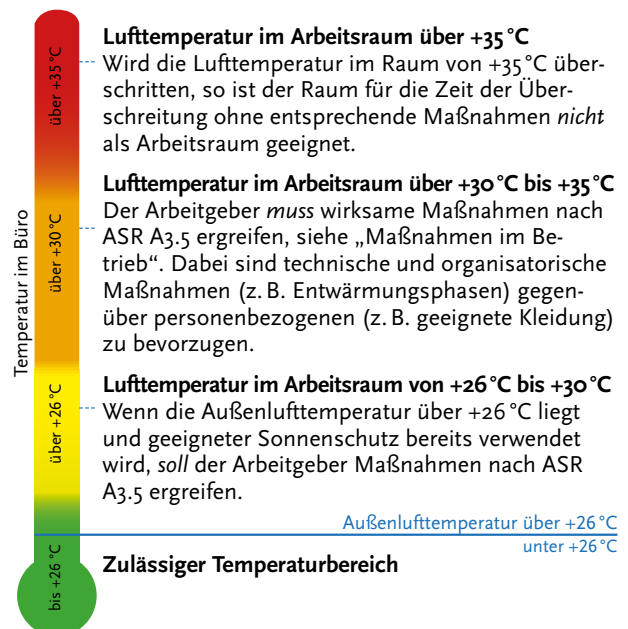 Lufttemperatur im Arbeitsraum über +35 °C
Wird die Lufttemperatur im Raum von +35 °C über-
schritten, so ist der Raum für die Zeit der Über-
schreitung ohne entsprechende Maßnahmen nicht
als Arbeitsraum geeignet.
Lufttemperatur im Arbeitsraum über +30 °C bis +35 °C
Der Arbeitgeber muss wirksame Maßnahmen nach
ASR A3.5 ergreifen, siehe „Maßnahmen im Be-
trieb“. Dabei sind technische und organisatorische
Maßnahmen (z. B. Entwärmungsphasen) gegen-
über personenbezogenen (z. B. geeignete Kleidung)
zu bevorzugen.
Lufttemperatur im Arbeitsraum von +26 °C bis +30 °C
Wenn die Außenlufttemperatur über +26 °C liegt
und geeigneter Sonnenschutz bereits verwendet
wird, soll der Arbeitgeber Maßnahmen nach ASR
A3.5 ergreifen.
Außenlufttemperatur über +26 °C
unter +26 °C
Zulässiger Temperaturbereich
Temperatur im Büro
über +35 °C
über +30 °C
über +26 °C
bis +26 °C